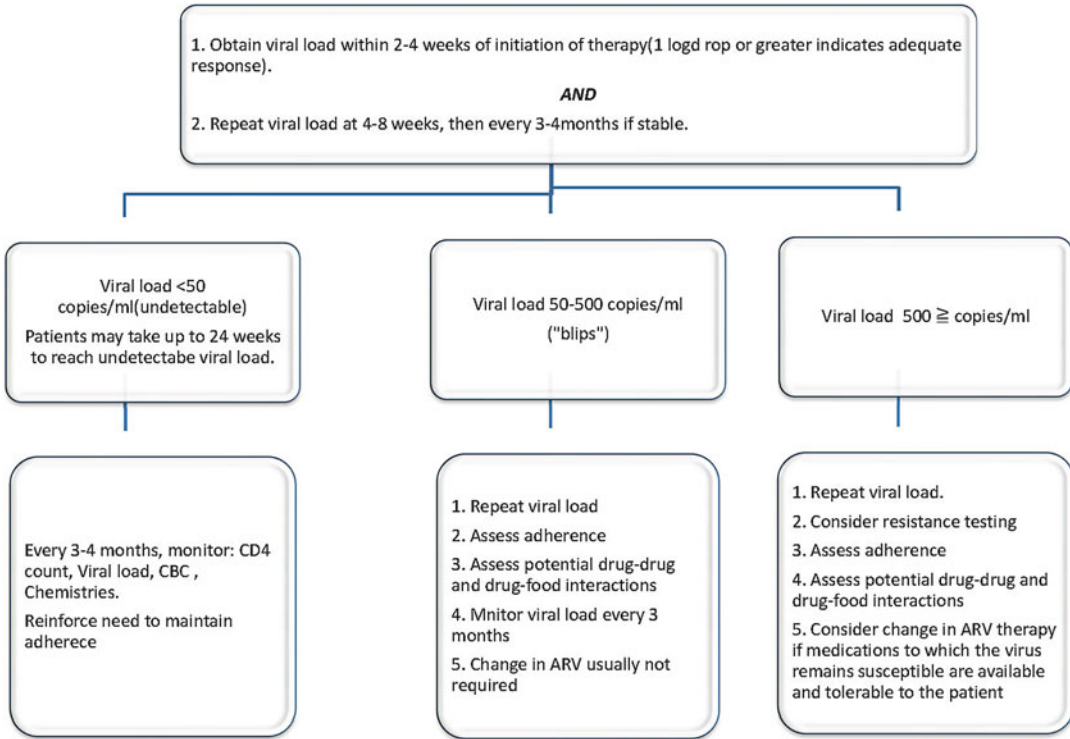 1. Obtain viral load within 2-4 weeks of initiation of therapy(1 logd rop or greater indicates adequate
response).
AND
2. Repeat viral load at 4-8 weeks, then every 3-4months if stable.
Viral load <50
copies/ml(undetectable)
Patients may take up to 24 weeks
to reach undetectabe viral load.
Viral load 50-500 copies/ml
("blips")
Viral load 500 ≧ copies/ml
Every 3-4 months, monitor: CD4
count, Viral load, CBC ,
Chemistries.
Reinforce need to maintain
adherece
1. Repeat viral load
2. Assess adherence
3. Assess potential drug-drug
and drug-food interactions
4. Mnitor viral load every 3
months
5. Change in ARV usually not
required
1. Repeat viral load.
2. Consider resistance testing
3. Assess adherence
4. Assess potential drug-drug and
drug-food interactions
5. Consider change in ARV therapy
if medications to which the virus
remains susceptible are available
and tolerable to the patient